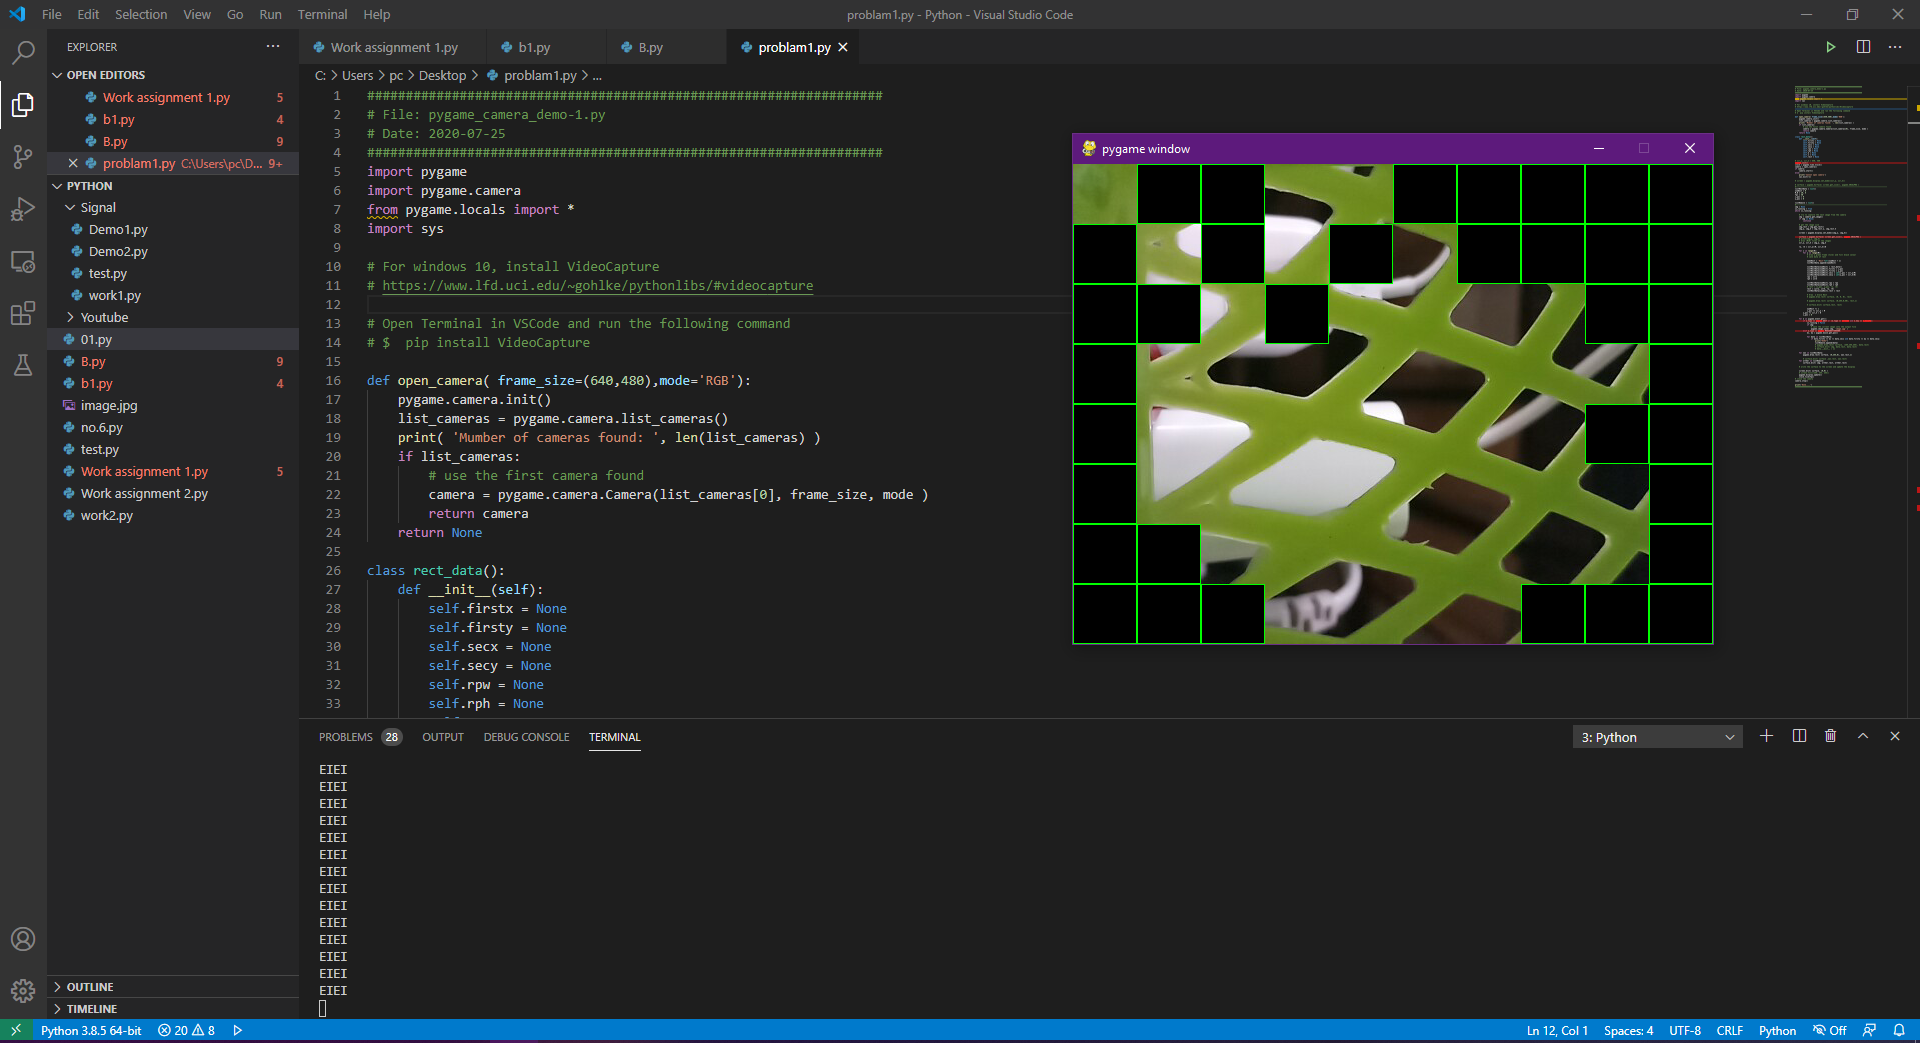 File Edit Selection View Go Run Terminal Help
problam1.py - Python - Visual Studio Code
EXPLORER
OPEN EDITORS
Work assignment 1.py 5
b1.py 4
B.py 9
problam1.py C:\Users\pc\D... 9+
PYTHON
Signal
Demo1.py
Demo2.py
test.py
work1.py
Youtube
01.py
B.py 9
b1.py 4
image.jpg
no.6.py
test.py
Work assignment 1.py 5
Work assignment 2.py
work2.py
OUTLINE
TIMELINE
Work assignment 1.py b1.py B.py problam1.py
C: > Users > pc > Desktop > problam1.py > ...
1 ###################################################################
2 # File: pygame_camera_demo-1.py
3 # Date: 2020-07-25
4 ###################################################################
5 import pygame
6 import pygame.camera
7 from pygame.locals import *
8 import sys
9
10 # For windows 10, install VideoCapture
11 # https://www.lfd.uci.edu/~gohlke/pythonlibs/#videocapture
12
13 # Open Terminal in VSCode and run the following command
14 # $  pip install VideoCapture
15
16 def open_camera( frame_size=(640,480),mode='RGB'):
17 pygame.camera.init()
18 list_cameras = pygame.camera.list_cameras()
19 print( 'Mumber of cameras found: ', len(list_cameras) )
20 if list_cameras:
21 # use the first camera found
22 camera = pygame.camera.Camera(list_cameras[0], frame_size, mode )
23 return camera
24 return None
25
26 class rect_data():
27 def __init__(self):
28 self.firstx = None
29 self.firsty = None
30 self.secx = None
31 self.secy = None
32 self.rpw = None
33 self.rph = None
pygame window
PROBLEMS 28 OUTPUT DEBUG CONSOLE TERMINAL
3: Python
EIEI
EIEI
EIEI
EIEI
EIEI
EIEI
EIEI
EIEI
EIEI
EIEI
EIEI
EIEI
EIEI
EIEI
Python 3.8.5 64-bit 20 8
Ln 12, Col 1 Spaces: 4 UTF-8 CRLF Python Off